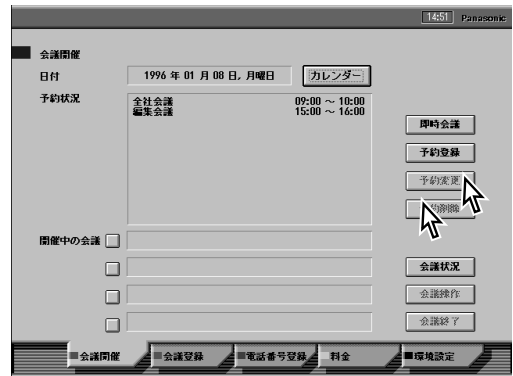 14:51 Panasonic
会議開催
日付 1996 年 01 月 08 日, 月曜日 カレンダー
予約状況
全社会議 09:00 ～ 10:00
編集会議 15:00 ～ 16:00
即時会議
予約登録
予約変更
予約削除
開催中の会議
会議状況
会議操作
会議終了
会議開催 会議登録 電話番号登録 料金 環境設定